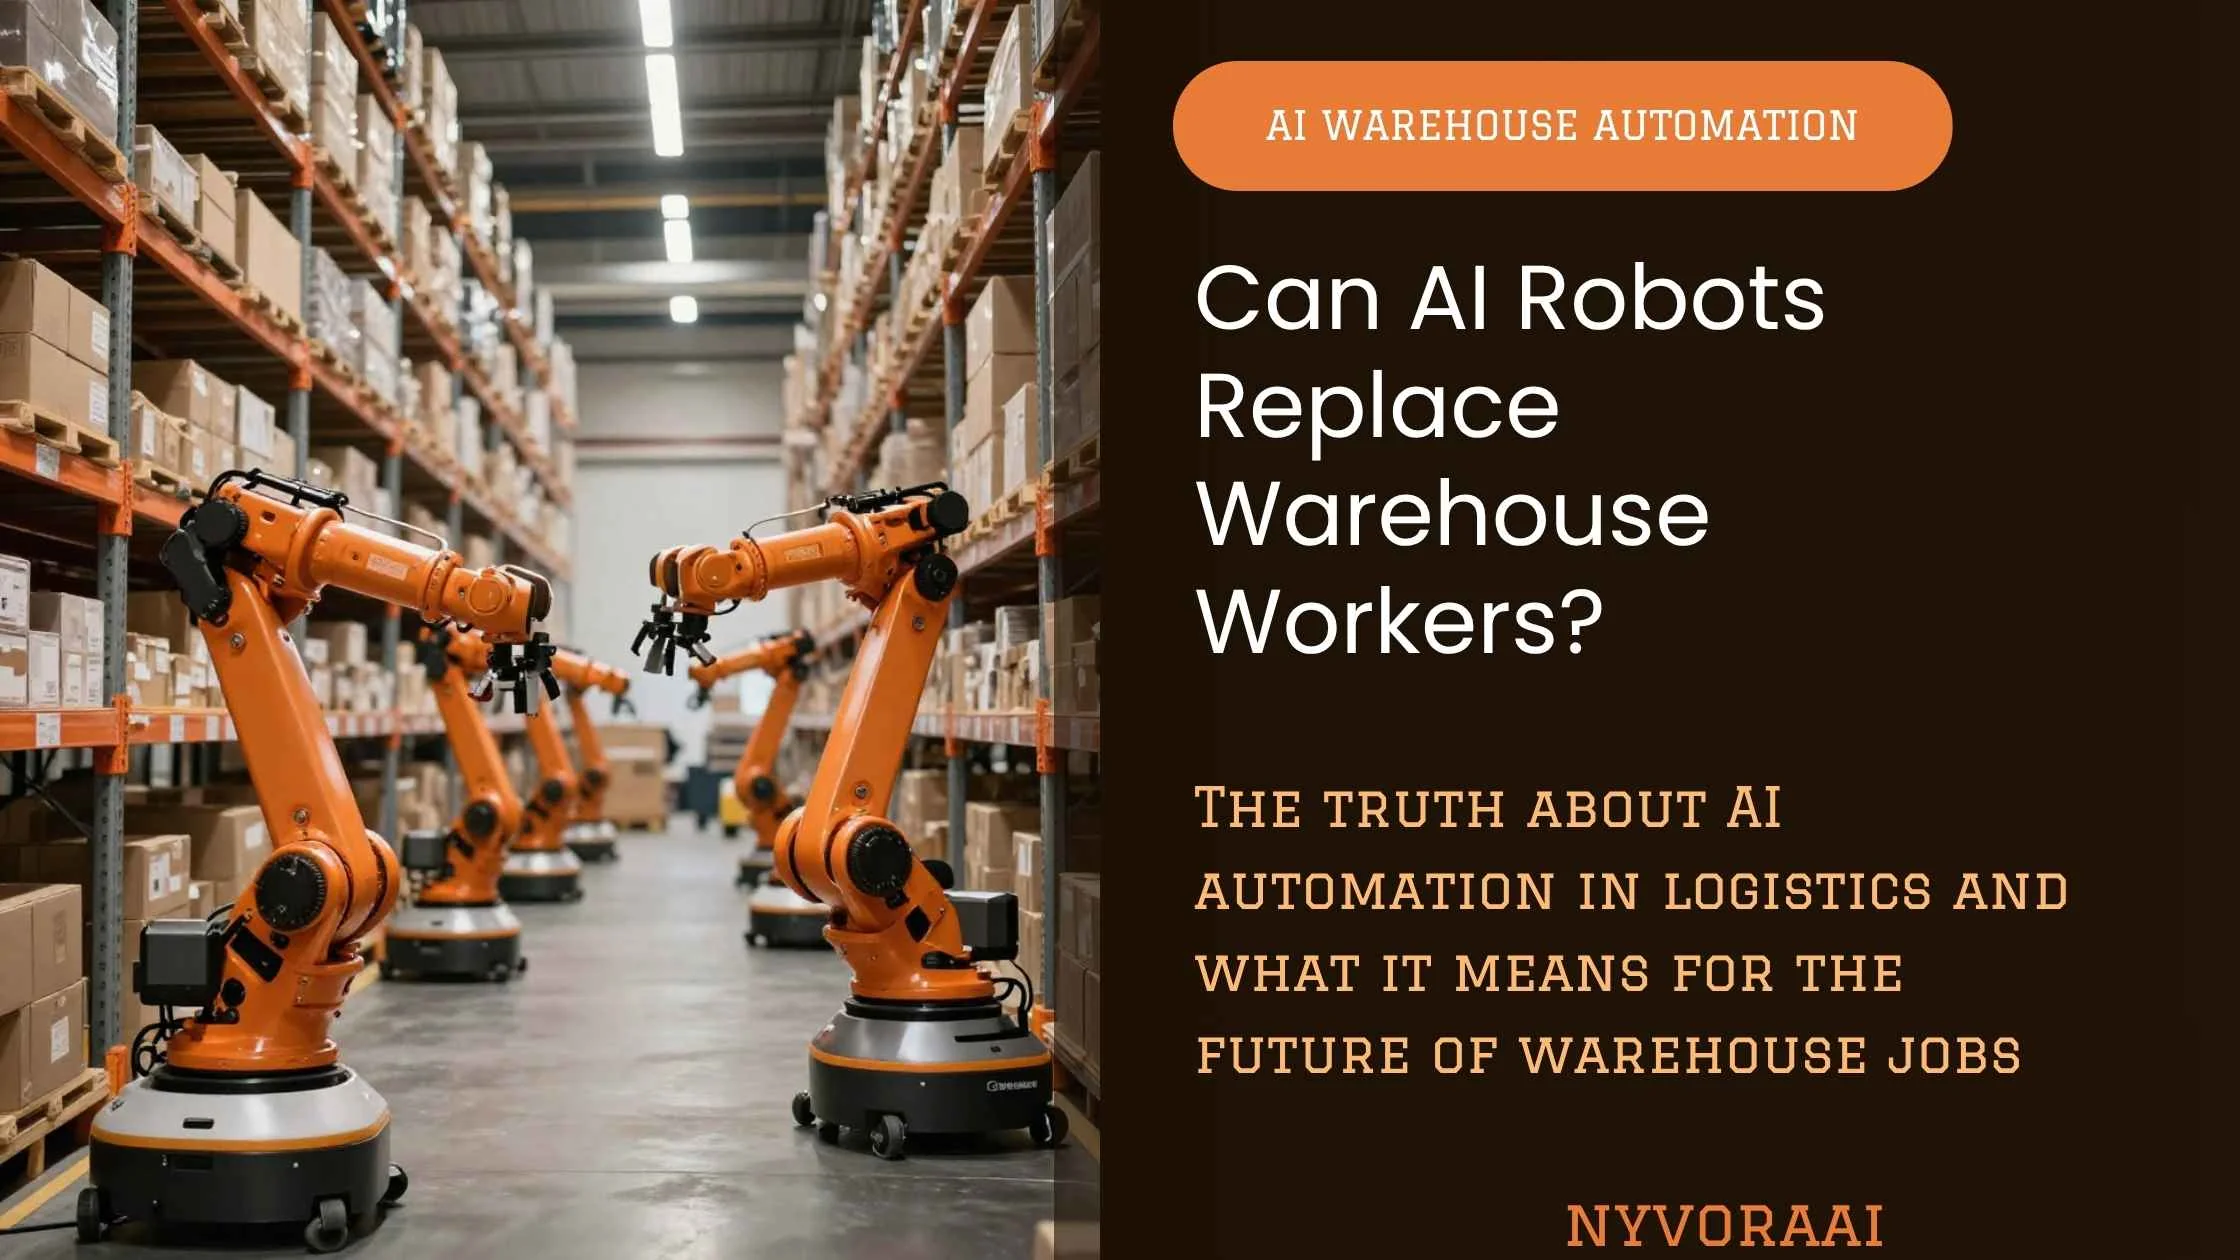 AI WAREHOUSE AUTOMATION
Can AI Robots
Replace
Warehouse
Workers?
The truth about AI
automation in logistics and
what it means for the
future of warehouse jobs
NYVORAAI